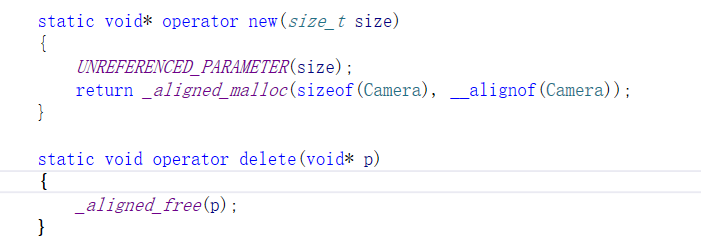 static void* operator new(size_t size)
{
UNREFERENCED_PARAMETER(size);
return _aligned_malloc(sizeof(Camera), __alignof(Camera));
}
static void operator delete(void* p)
{
_aligned_free(p);
}